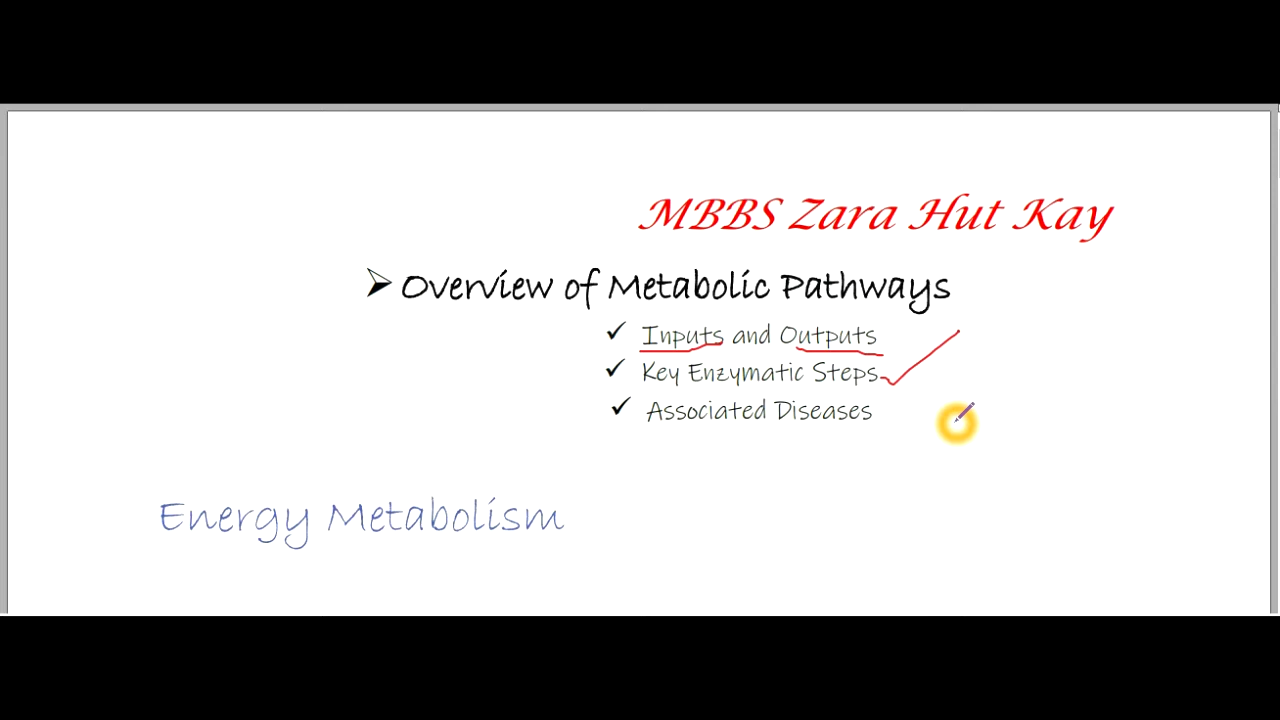 MBBS Zara Hut Kay
Overview of Metabolic Pathways
Inputs and Outputs
Key Enzymatic Steps
Associated Diseases
Energy Metabolism